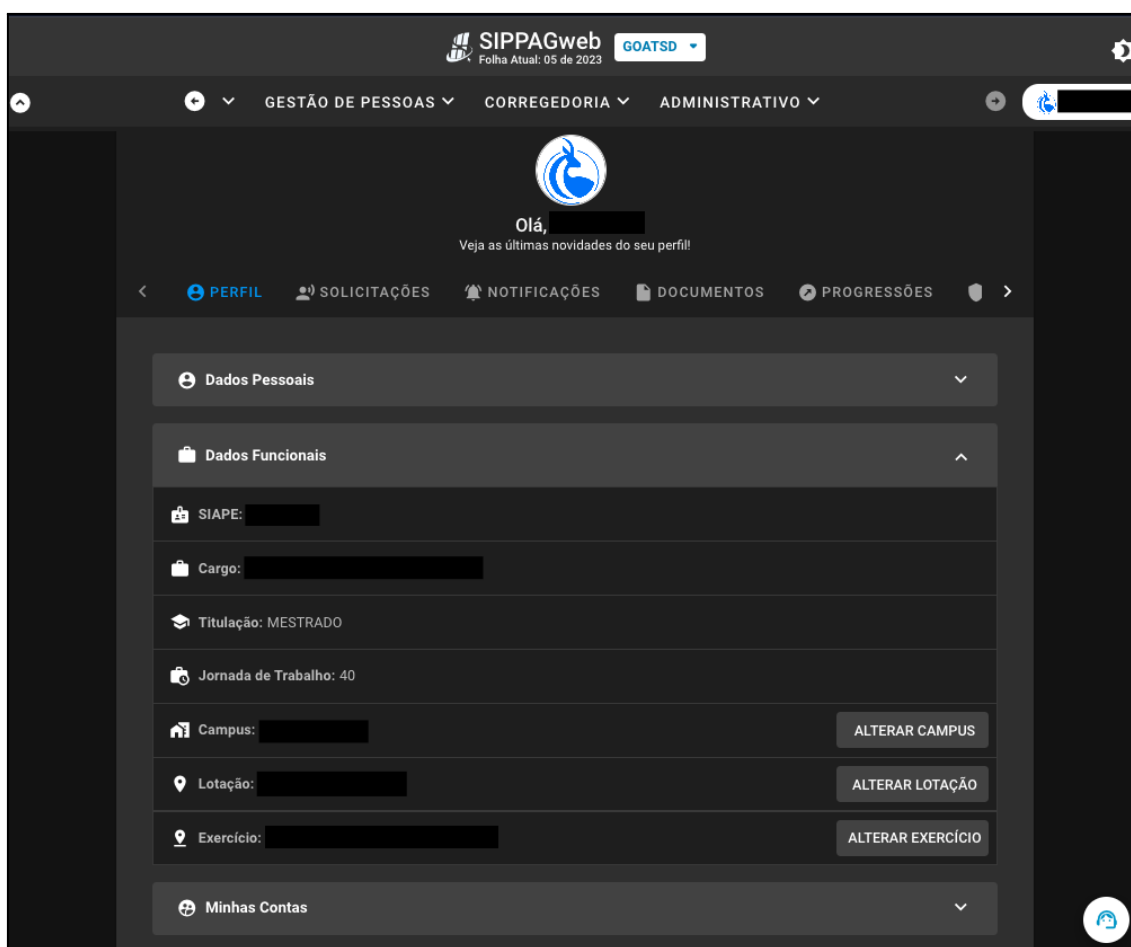 SIPPAGweb
Folha Atual: 05 de 2023
GOATSD
GESTÃO DE PESSOAS
CORREGEDORIA
ADMINISTRATIVO
Olá,
Veja as últimas novidades do seu perfil!
PERFIL
SOLICITAÇÕES
NOTIFICAÇÕES
DOCUMENTOS
PROGRESSÕES
Dados Pessoais
Dados Funcionais
SIAPE:
Cargo:
Titulação: MESTRADO
Jornada de Trabalho: 40
Campus:
ALTERAR CAMPUS
Lotação:
ALTERAR LOTAÇÃO
Exercício:
ALTERAR EXERCÍCIO
Minhas Contas